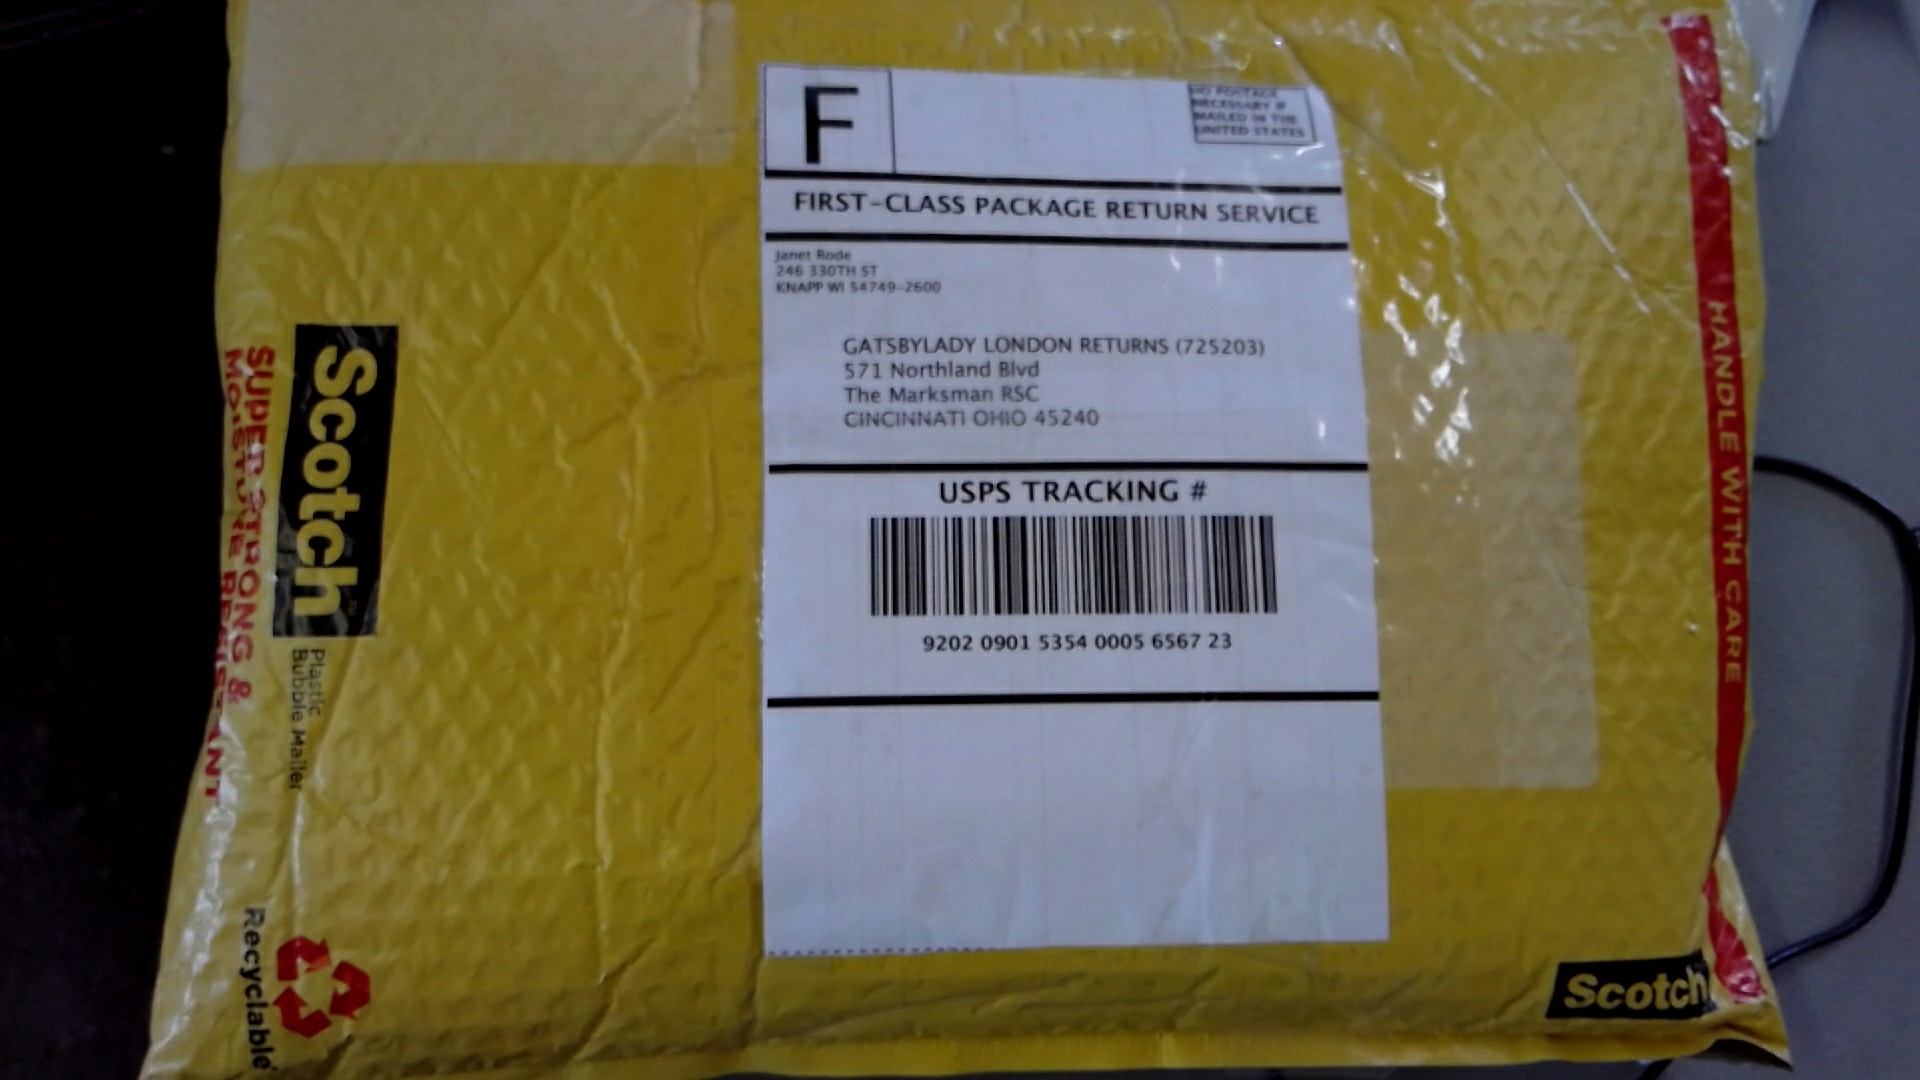 F
NO POSTAGE
NECESSARY IF
MAILED IN THE
UNITED STATES
FIRST-CLASS PACKAGE RETURN SERVICE
Janet Rode
246 330TH ST
KNAPP WI 54749-2600
GATSBYLADY LONDON RETURNS (725203)
571 Northland Blvd
The Marksman RSC
CINCINNATI OHIO 45240
USPS TRACKING #
9202 0901 5354 0005 6567 23
Scotch™
Plastic
Bubble Mailer
SUPER STRONG &
MOISTURE RESISTANT
Recyclable
HANDLE WITH CARE
Scotch